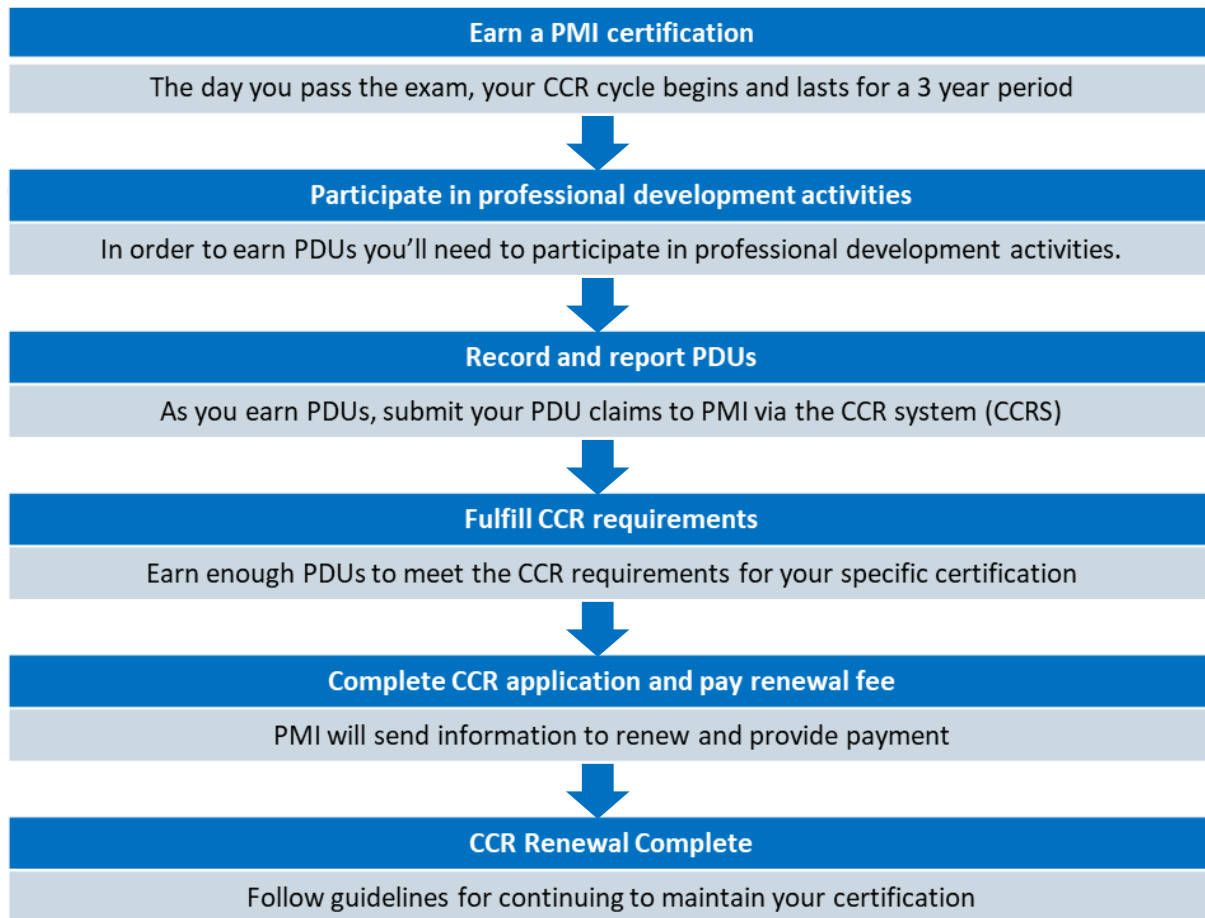 Earn a PMI certification
The day you pass the exam, your CCR cycle begins and lasts for a 3 year period
Participate in professional development activities
In order to earn PDUs you’ll need to participate in professional development activities.
Record and report PDUs
As you earn PDUs, submit your PDU claims to PMI via the CCR system (CCRS)
Fulfill CCR requirements
Earn enough PDUs to meet the CCR requirements for your specific certification
Complete CCR application and pay renewal fee
PMI will send information to renew and provide payment
CCR Renewal Complete
Follow guidelines for continuing to maintain your certification